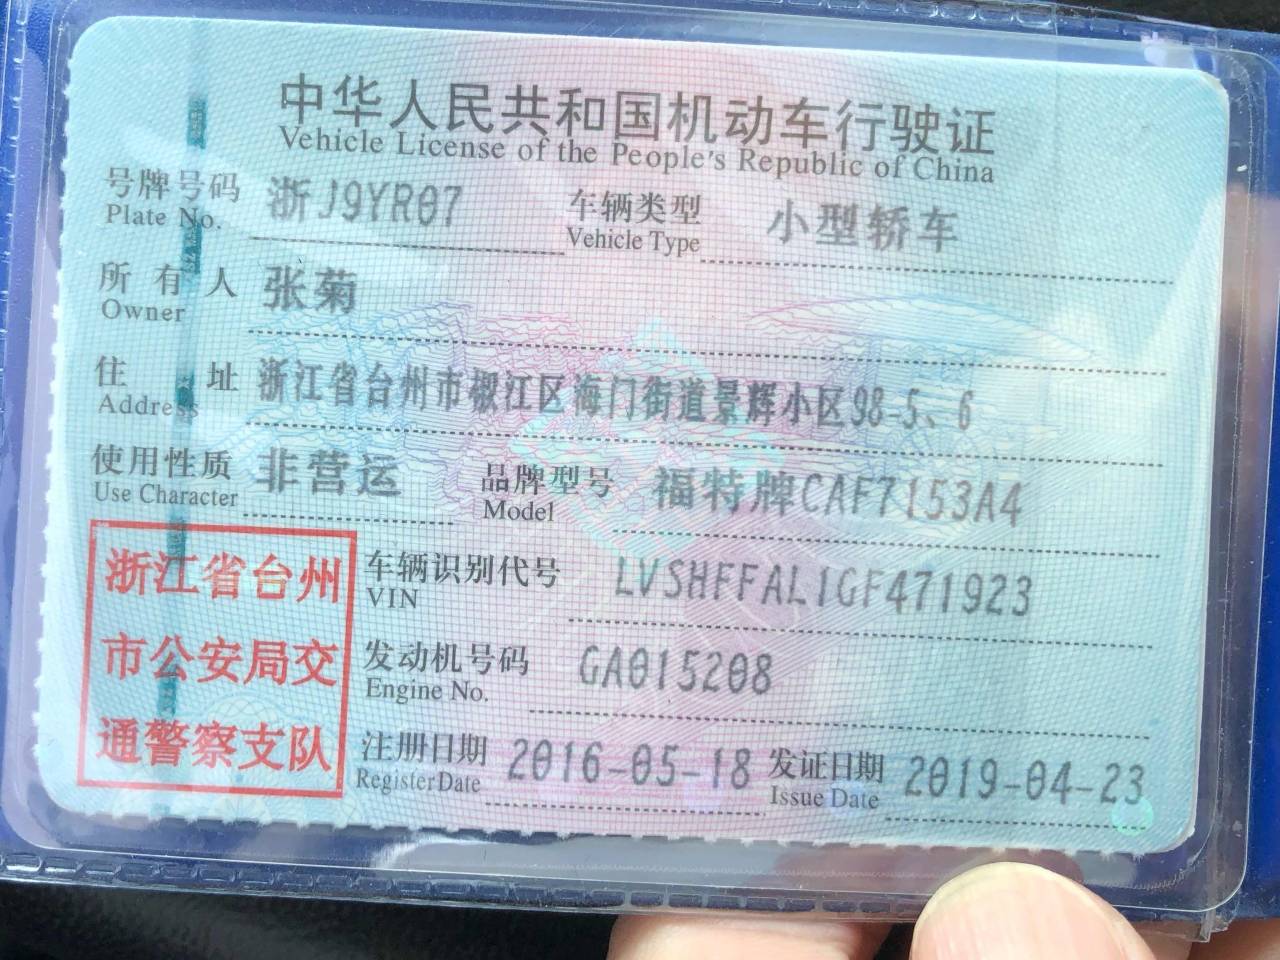 中华人民共和国机动车行驶证
Vehicle License of the People's Republic of China
号牌号码 浙J9YR07 车辆类型 小型轿车
Plate No. Vehicle Type
所有人 张菊
Owner
住址 浙江省台州市椒江区海门街道景辉小区98-5、6
Address
使用性质 非营运 品牌型号 福特牌CAF7153A4
Use Character Model
浙江省台州
市公安局交
通警察支队
车辆识别代号 LVSHFFAL1GF471923
VIN
发动机号码 GA015208
Engine No.
注册日期 2016-05-18 发证日期 2019-04-23
Register Date Issue Date